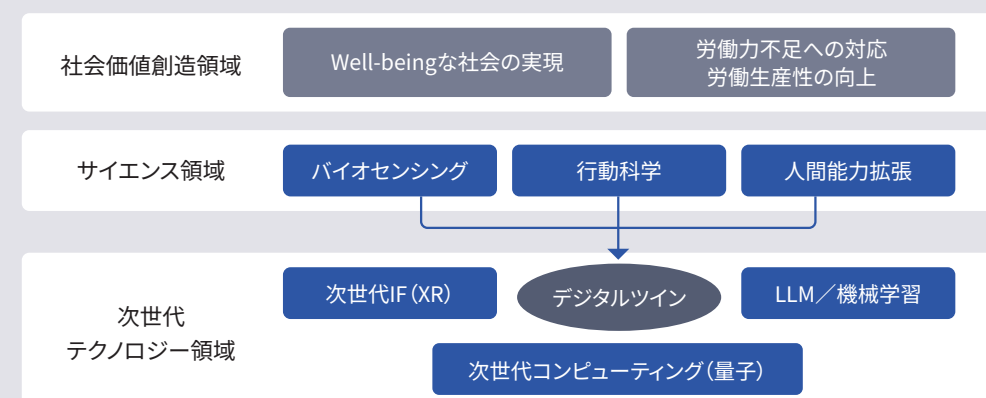 社会価値創造領域
Well-beingな社会の実現
労働力不足への対応
労働生産性の向上
サイエンス領域
バイオセンシング
行動科学
人間能力拡張
次世代
テクノロジー領域
次世代IF（XR）
デジタルツイン
LLM／機械学習
次世代コンピューティング（量子）